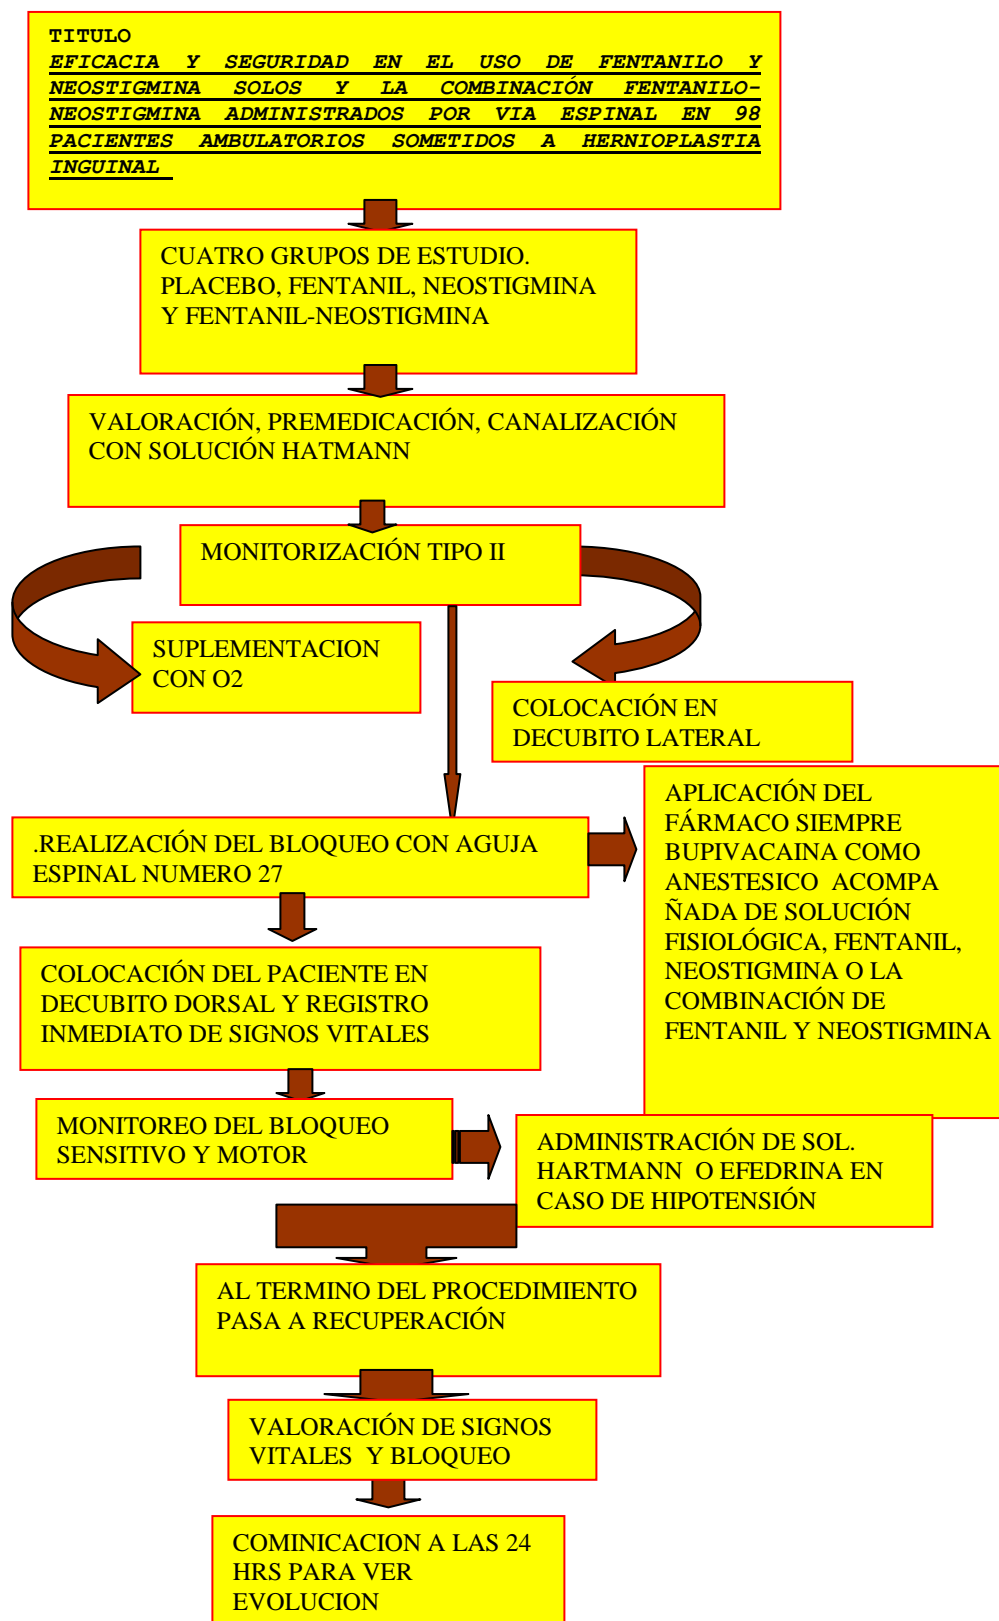 TITULO
EFICACIA Y SEGURIDAD EN EL USO DE FENTANILO Y
NEOSTIGMINA SOLOS Y LA COMBINACIÓN FENTANILO-
NEOSTIGMINA ADMINISTRADOS POR VIA ESPINAL EN 98
PACIENTES AMBULATORIOS SOMETIDOS A HERNIOPLASTIA
INGUINAL
CUATRO GRUPOS DE ESTUDIO.
PLACEBO, FENTANIL, NEOSTIGMINA
Y FENTANIL-NEOSTIGMINA
VALORACIÓN, PREMEDICACIÓN, CANALIZACIÓN
CON SOLUCIÓN HATMANN
MONITORIZACIÓN TIPO II
SUPLEMENTACION
CON O2
COLOCACIÓN EN
DECUBITO LATERAL
.REALIZACIÓN DEL BLOQUEO CON AGUJA
ESPINAL NUMERO 27
APLICACIÓN DEL
FÁRMACO SIEMPRE
BUPIVACAINA COMO
ANESTESICO ACOMPA
ÑADA DE SOLUCIÓN
FISIOLÓGICA, FENTANIL,
NEOSTIGMINA O LA
COMBINACIÓN DE
FENTANIL Y NEOSTIGMINA
COLOCACIÓN DEL PACIENTE EN
DECUBITO DORSAL Y REGISTRO
INMEDIATO DE SIGNOS VITALES
MONITOREO DEL BLOQUEO
SENSITIVO Y MOTOR
ADMINISTRACIÓN DE SOL.
HARTMANN O EFEDRINA EN
CASO DE HIPOTENSIÓN
AL TERMINO DEL PROCEDIMIENTO
PASA A RECUPERACIÓN
VALORACIÓN DE SIGNOS
VITALES Y BLOQUEO
COMINICACION A LAS 24
HRS PARA VER
EVOLUCION